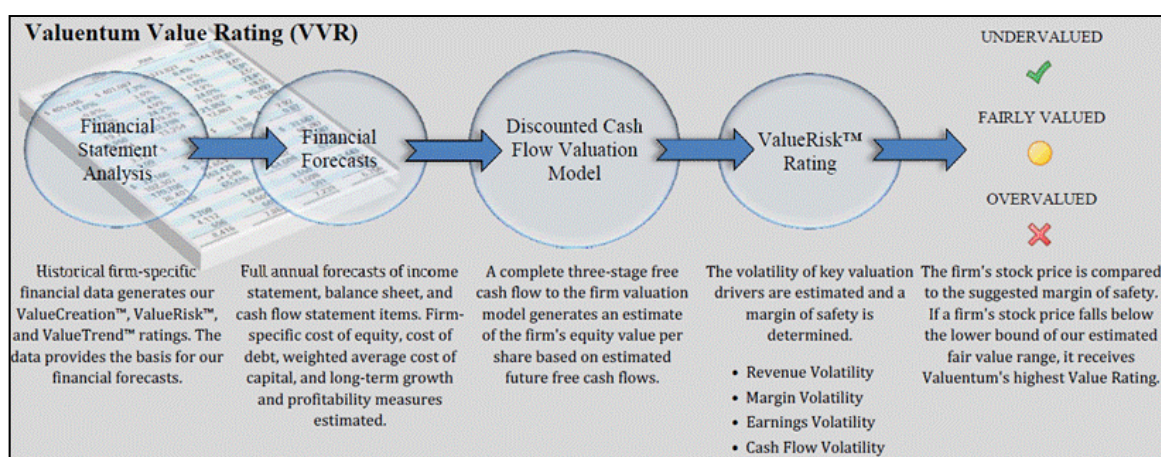 Valuentum Value Rating (VVR)
Financial
Statement
Analysis
Financial
Forecasts
Discounted Cash
Flow Valuation
Model
ValueRisk™
Rating
UNDERVALUED
FAIRLY VALUED
OVERVALUED
Historical firm-specific
financial data generates our
ValueCreation™, ValueRisk™,
and ValueTrend™ ratings. The
data provides the basis for our
financial forecasts.
Full annual forecasts of income
statement, balance sheet, and
cash flow statement items. Firm-
specific cost of equity, cost of
debt, weighted average cost of
capital, and long-term growth
and profitability measures
estimated.
A complete three-stage free
cash flow to the firm valuation
model generates an estimate
of the firm's equity value per
share based on estimated
future free cash flows.
The volatility of key valuation
drivers are estimated and a
margin of safety is
determined.
• Revenue Volatility
• Margin Volatility
• Earnings Volatility
• Cash Flow Volatility
The firm's stock price is compared
to the suggested margin of safety.
If a firm's stock price falls below
the lower bound of our estimated
fair value range, it receives
Valuentum's highest Value Rating.